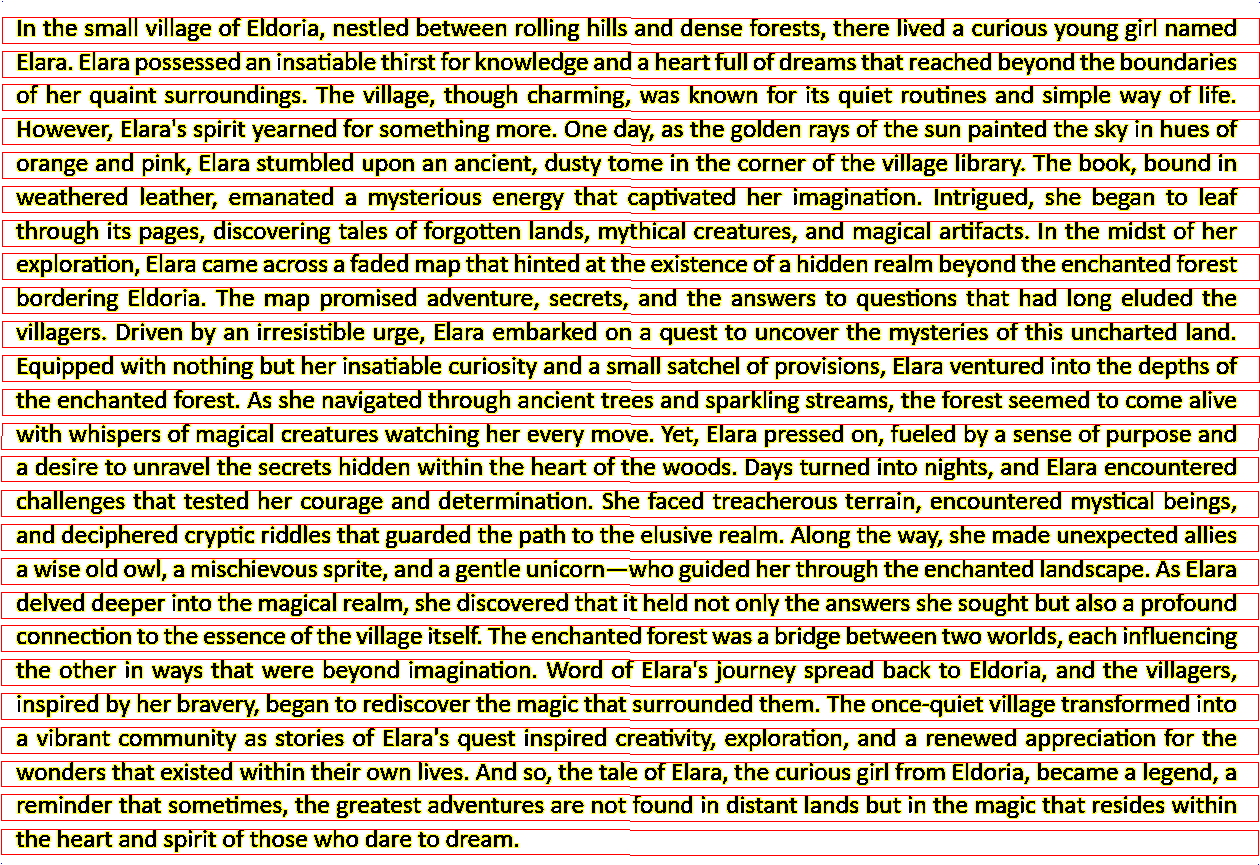 In the small village of Eldoria, nestled between rolling hills and dense forests, there lived a curious young girl named
Elara. Elara possessed an insatiable thirst for knowledge and a heart full of dreams that reached beyond the boundaries
of her quaint surroundings. The village, though charming, was known for its quiet routines and simple way of life.
However, Elara's spirit yearned for something more. One day, as the golden rays of the sun painted the sky in hues of
orange and pink, Elara stumbled upon an ancient, dusty tome in the corner of the village library. The book, bound in
weathered leather, emanated a mysterious energy that captivated her imagination. Intrigued, she began to leaf
through its pages, discovering tales of forgotten lands, mythical creatures, and magical artifacts. In the midst of her
exploration, Elara came across a faded map that hinted at the existence of a hidden realm beyond the enchanted forest
bordering Eldoria. The map promised adventure, secrets, and the answers to questions that had long eluded the
villagers. Driven by an irresistible urge, Elara embarked on a quest to uncover the mysteries of this uncharted land.
Equipped with nothing but her insatiable curiosity and a small satchel of provisions, Elara ventured into the depths of
the enchanted forest. As she navigated through ancient trees and sparkling streams, the forest seemed to come alive
with whispers of magical creatures watching her every move. Yet, Elara pressed on, fueled by a sense of purpose and
a desire to unravel the secrets hidden within the heart of the woods. Days turned into nights, and Elara encountered
challenges that tested her courage and determination. She faced treacherous terrain, encountered mystical beings,
and deciphered cryptic riddles that guarded the path to the elusive realm. Along the way, she made unexpected allies
a wise old owl, a mischievous sprite, and a gentle unicorn—who guided her through the enchanted landscape. As Elara
delved deeper into the magical realm, she discovered that it held not only the answers she sought but also a profound
connection to the essence of the village itself. The enchanted forest was a bridge between two worlds, each influencing
the other in ways that were beyond imagination. Word of Elara's journey spread back to Eldoria, and the villagers,
inspired by her bravery, began to rediscover the magic that surrounded them. The once-quiet village transformed into
a vibrant community as stories of Elara's quest inspired creativity, exploration, and a renewed appreciation for the
wonders that existed within their own lives. And so, the tale of Elara, the curious girl from Eldoria, became a legend, a
reminder that sometimes, the greatest adventures are not found in distant lands but in the magic that resides within
the heart and spirit of those who dare to dream.